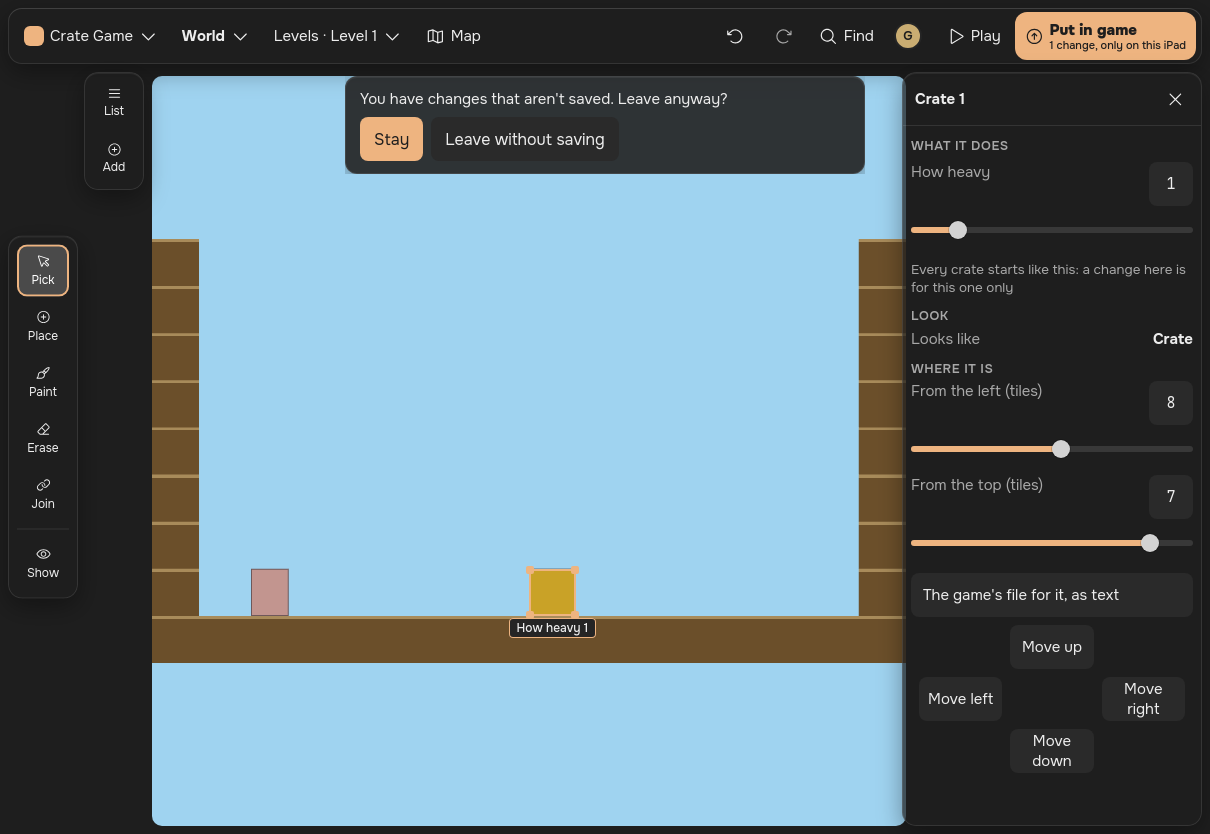 Crate Game
World
Levels · Level 1
Map
Find
G
Play
Put in game
1 change, only on this iPad
List
Add
You have changes that aren't saved. Leave anyway?
Stay
Leave without saving
Pick
Place
Paint
Erase
Join
Show
How heavy 1
Crate 1
WHAT IT DOES
How heavy
1
Every crate starts like this: a change here is
for this one only
LOOK
Looks like
Crate
WHERE IT IS
From the left (tiles)
8
From the top (tiles)
7
The game's file for it, as text
Move up
Move left
Move
right
Move
down